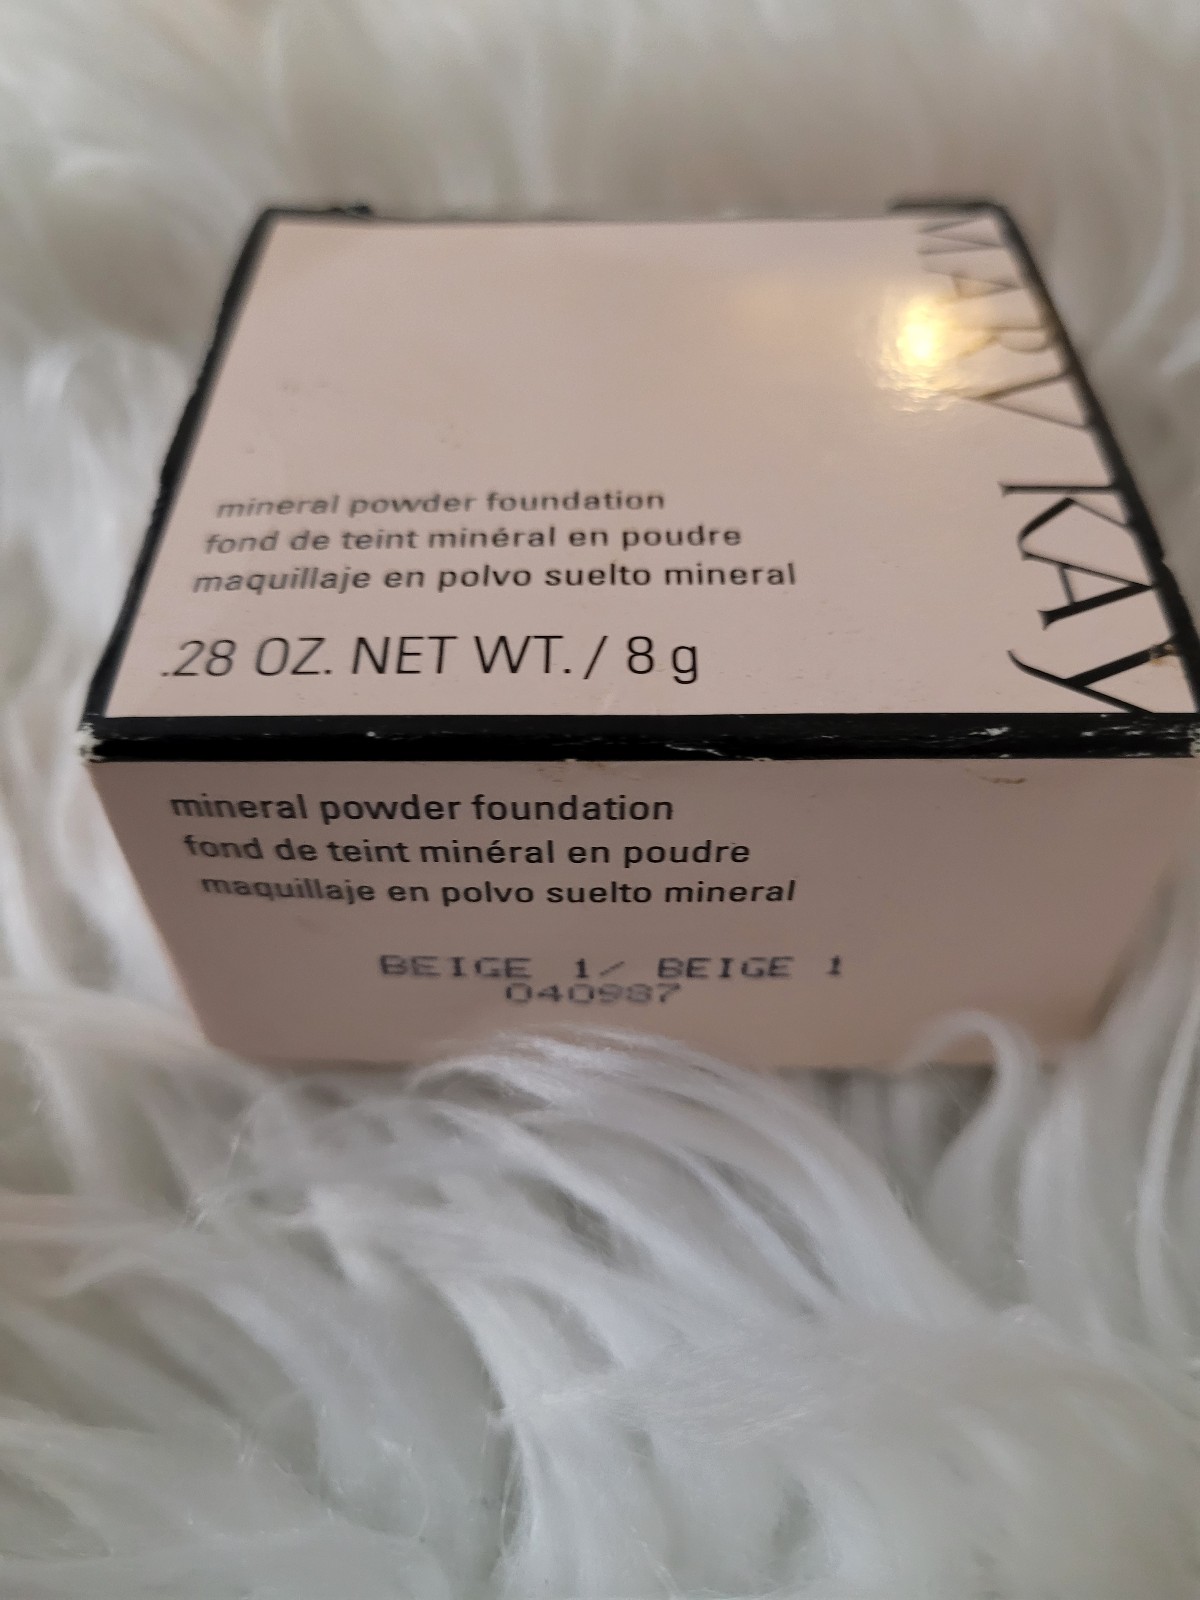 MARY KAY
mineral powder foundation
fond de teint minéral en poudre
maquillaje en polvo suelto mineral
.28 OZ. NET WT. / 8 g
mineral powder foundation
fond de teint minéral en poudre
maquillaje en polvo suelto mineral
BEIGE 1/ BEIGE 1
040987